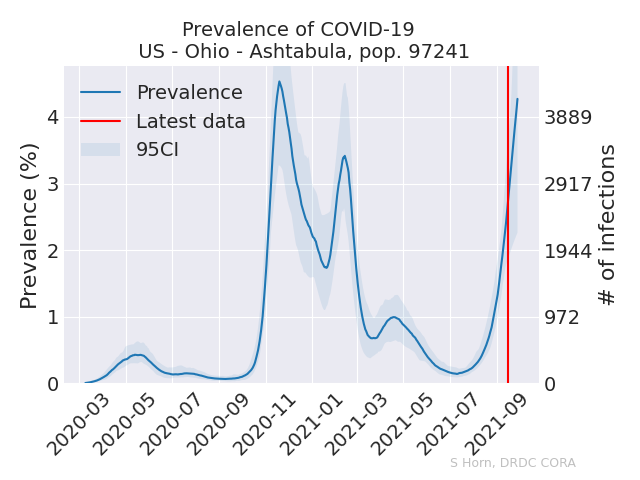 Prevalence of COVID-19
US - Ohio - Ashtabula, pop. 97241
Prevalence
Latest data
95CI
Prevalence (%)
4
3
2
1
0
3889
2917
1944
972
0
# of infections
2020-03
2020-05
2020-07
2020-09
2020-11
2021-01
2021-03
2021-05
2021-07
2021-09
S Horn, DRDC CORA